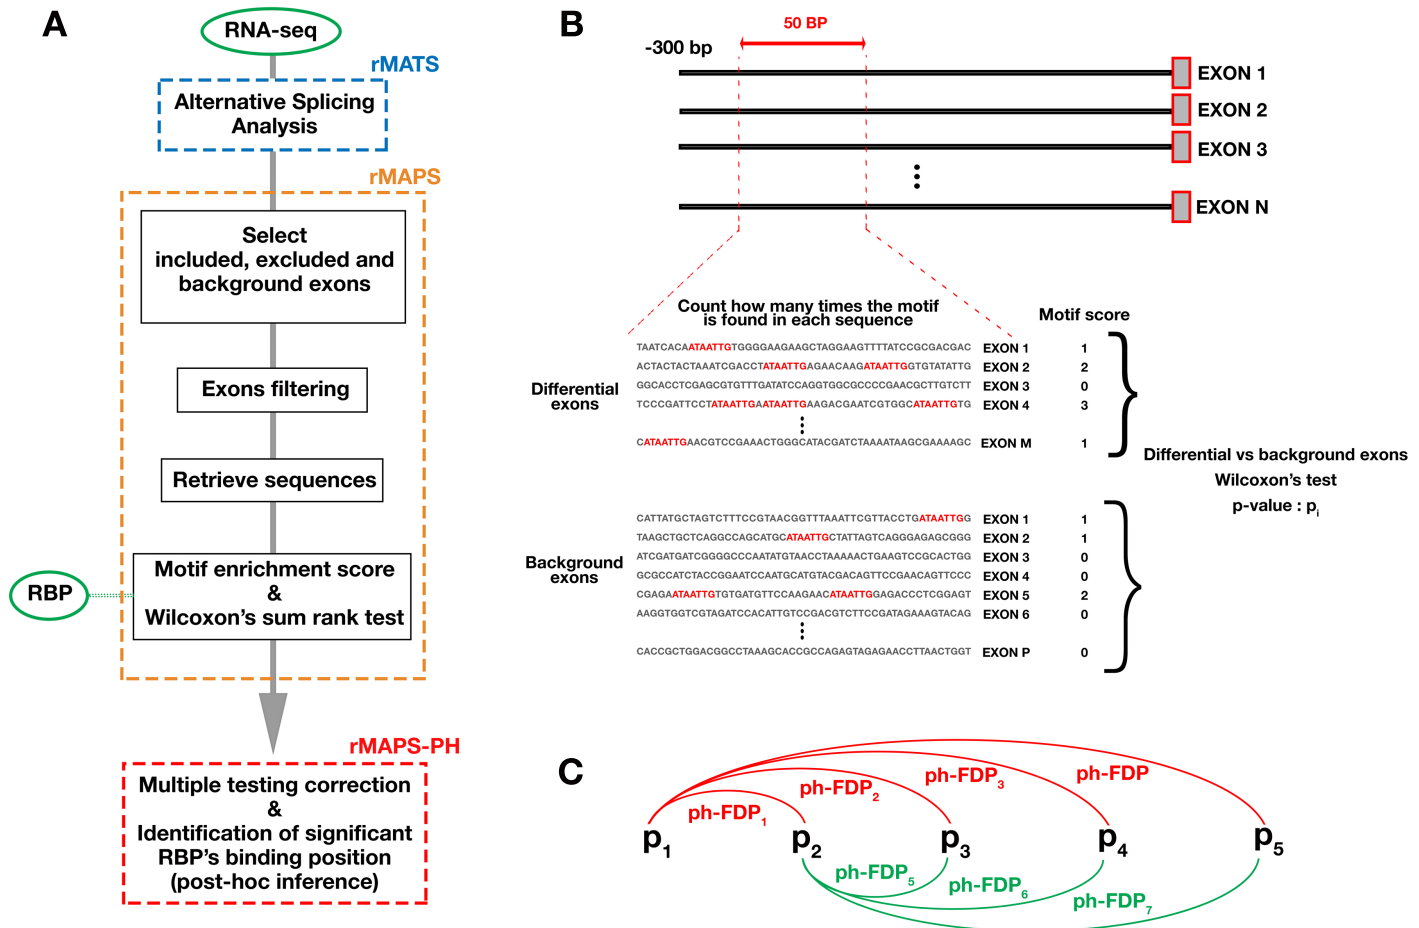 A
RNA-seq
rMATS
Alternative Splicing
Analysis
rMAPS
Select
included, excluded and
background exons
Exons filtering
Retrieve sequences
RBP
Motif enrichment score
&
Wilcoxon's sum rank test
rMAPS-PH
Multiple testing correction
&
Identification of significant
RBP's binding position
(post-hoc inference)
B
50 BP
-300 bp
EXON 1
EXON 2
EXON 3
EXON N
Count how many times the motif
is found in each sequence
Motif score
Differential
exons
TAATCACAATAATTGTGGGGAAGAAGCTAGGAAGTTTTATCCGCGACGAC EXON 1 1
ACTACTACTAAATCGACCTATAATTGAGAACAAGATAATTGGTGTATATTG EXON 2 2
GGCACCTCGAGCGTGTTTGATATCCAGGTGGCGCCCCGAACGCTTGTCTT EXON 3 0
TCCCGATTCCTATAATTGAATAATTGAAGACGAATCGTGGCATAATTGTG EXON 4 3
CATAATTGAACGTCCGAAACTGGGCATACGATCTAAAATAAGCGAAAAGC EXON M 1
Differential vs background exons
Wilcoxon's test
p-value : pi
Background
exons
CATTATGCTAGTCTTTCCGTAACGGTTTAAATTCGTTACCTGATAATTGG EXON 1 1
TAAGCTGCTCAGGCCAGCATGCATAATTGCTATTAGTCAGGGAGAGCGGG EXON 2 1
ATCGATGATCGGGGCCCAATATGTAACCTAAAAACTGAAGTCCGCACTGG EXON 3 0
GCGCCATCTACCGGAATCCAATGCATGTACGACAGTTCCGAACAGTTCCC EXON 4 0
CGAGAATAATTGTGTGATGTTCCAAGAACATAATTGGAGACCCTCGGAGT EXON 5 2
AAGGTGGTCGTAGATCCACATTGTCCGACGTCTTCCGATAGAAAGTACAG EXON 6 0
CACCGCTGGACGGCCTAAAGCACCGCCAGAGTAGAGAACCTTAACTGGT EXON P 0
C
ph-FDP1
ph-FDP2
ph-FDP3
ph-FDP
p1
p2
p3
p4
p5
ph-FDP5
ph-FDP6
ph-FDP7